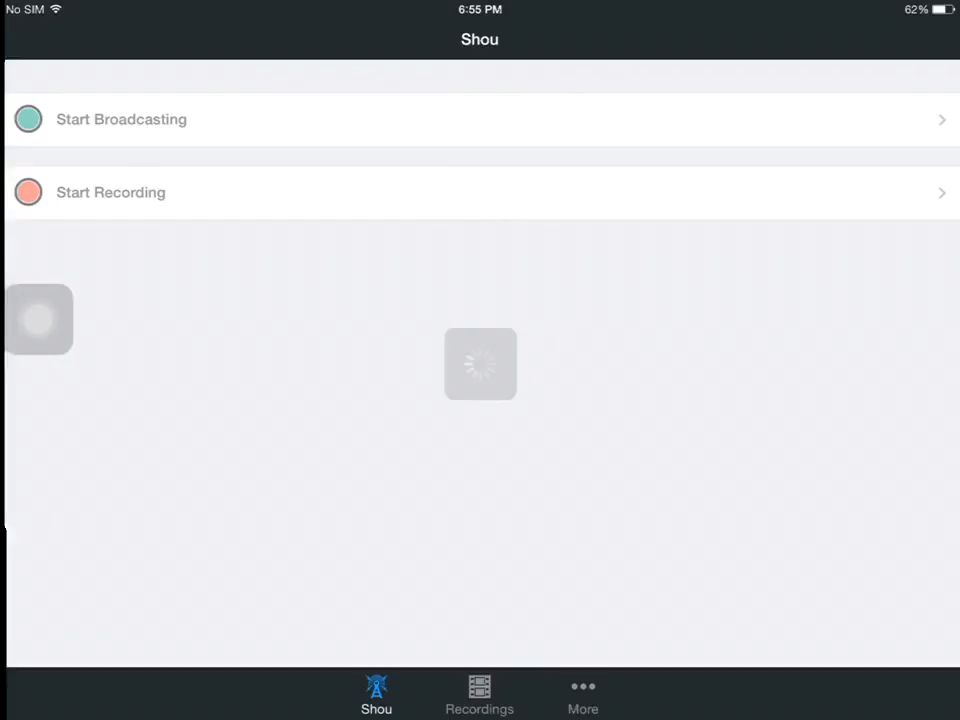 No SIM 6:55 PM 62%
Shou
Start Broadcasting
Start Recording
Shou Recordings More